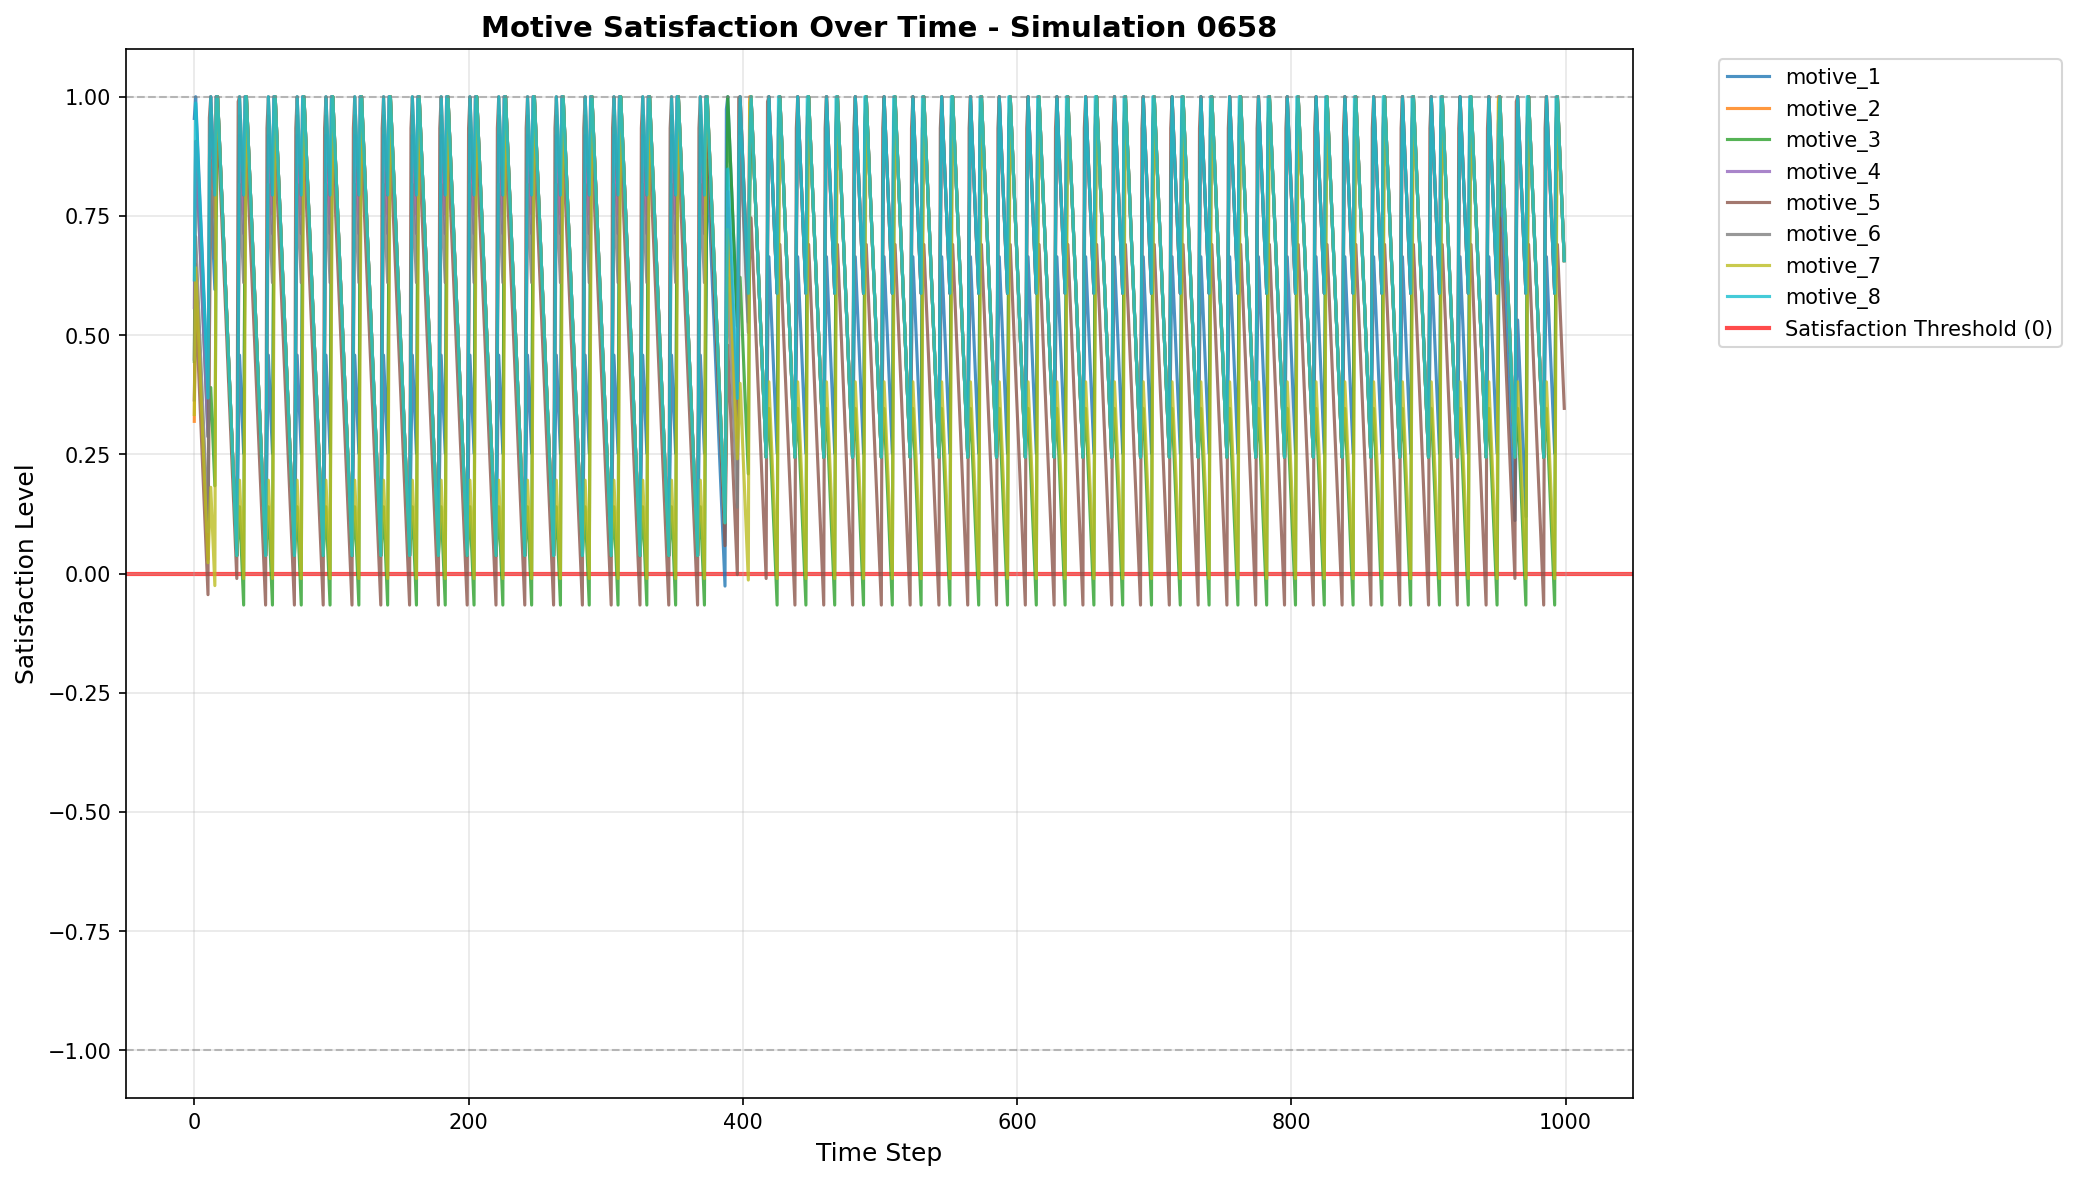 Motive Satisfaction Over Time - Simulation 0658
Satisfaction Level
1.00
0.75
0.50
0.25
0.00
−0.25
−0.50
−0.75
−1.00
0
200
400
600
800
1000
Time Step
motive_1
motive_2
motive_3
motive_4
motive_5
motive_6
motive_7
motive_8
Satisfaction Threshold (0)